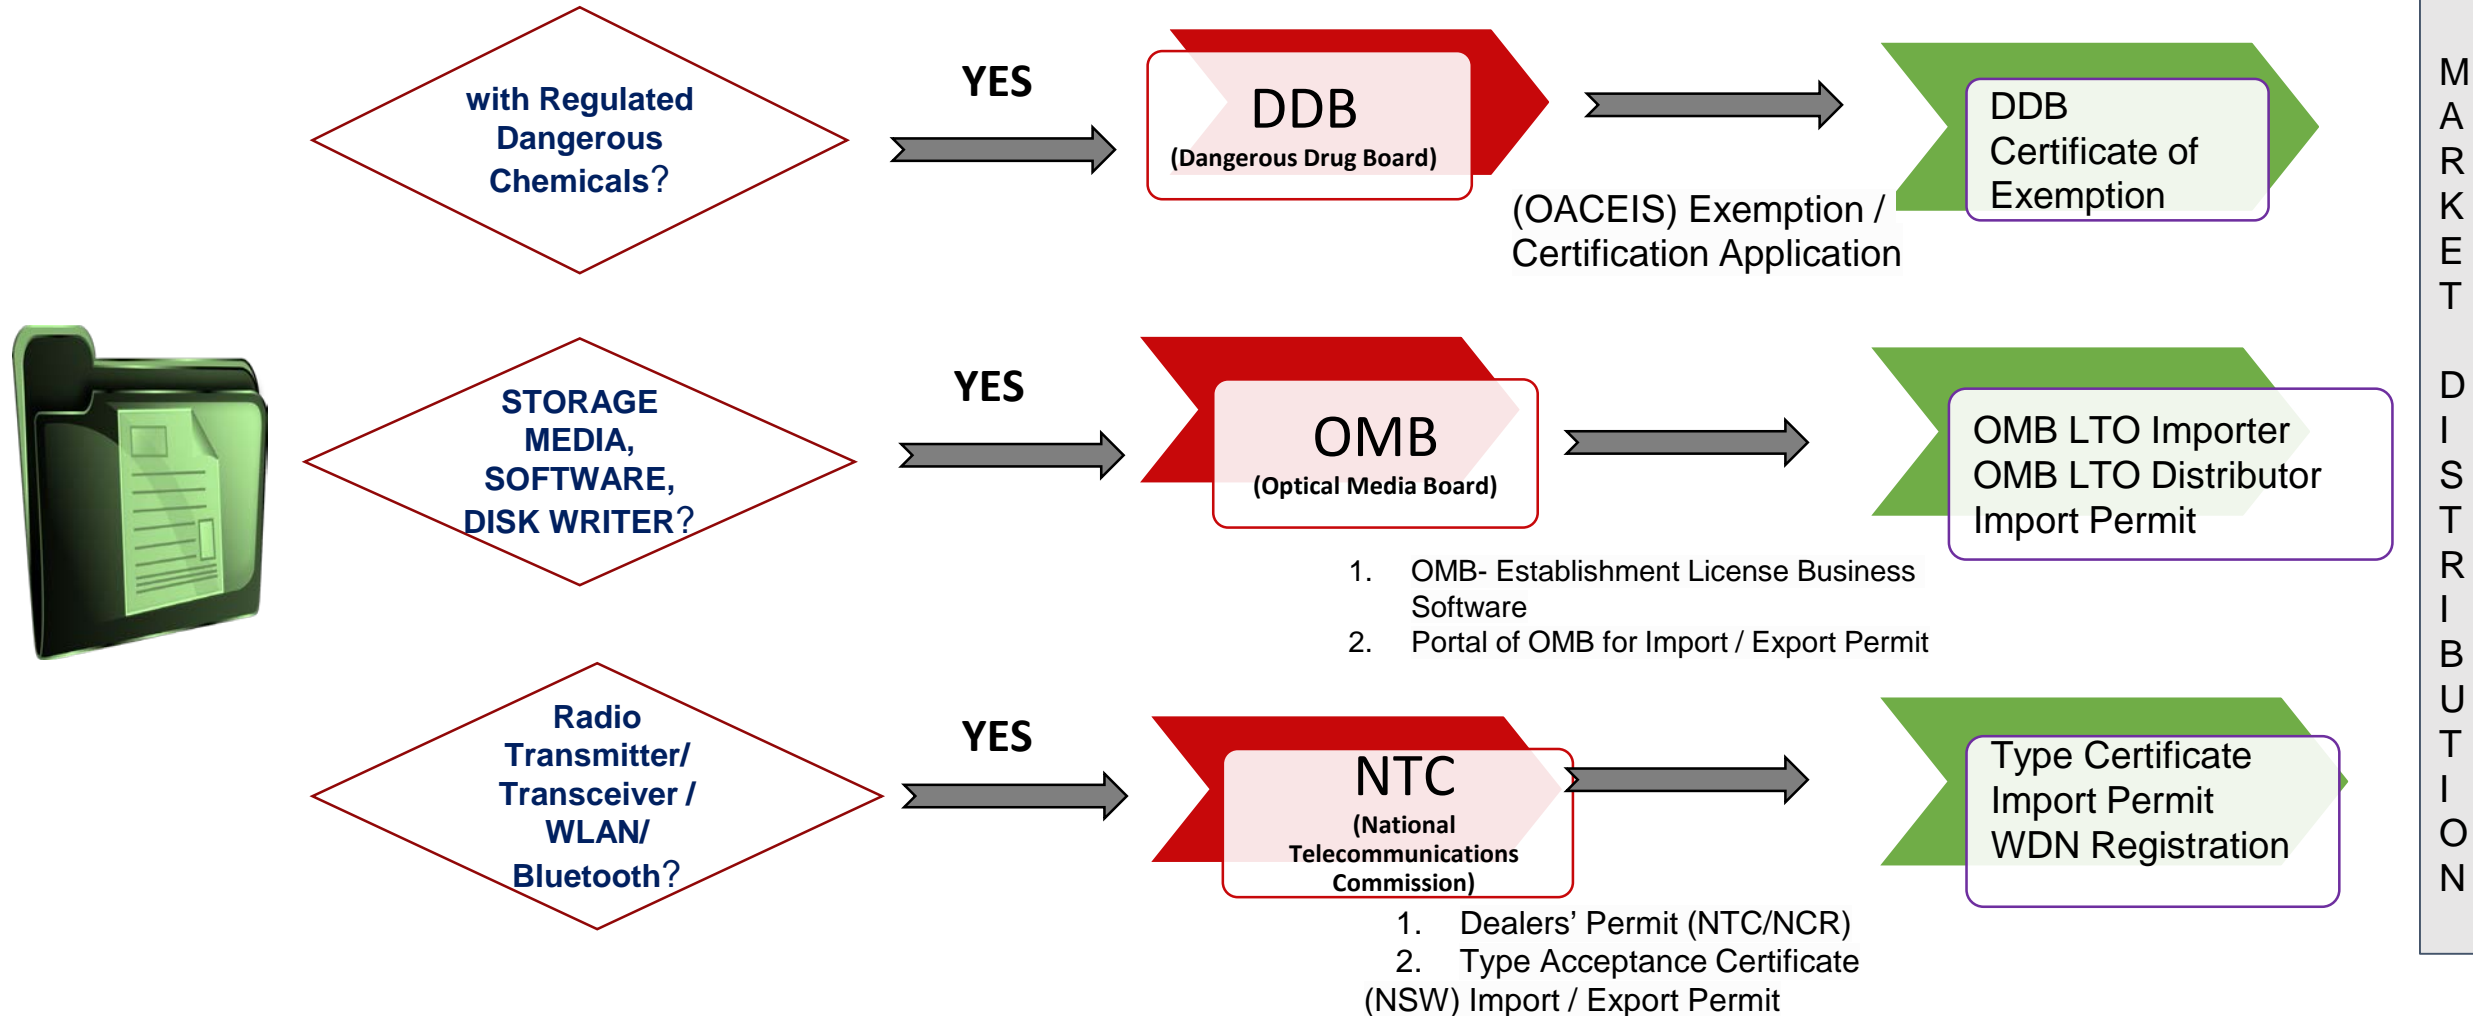 with Regulated
Dangerous
Chemicals?
YES
DDB
(Dangerous Drug Board)
(OACEIS) Exemption /
Certification Application
DDB
Certificate of
Exemption
STORAGE
MEDIA,
SOFTWARE,
DISK WRITER?
YES
OMB
(Optical Media Board)
1. OMB- Establishment License Business
Software
2. Portal of OMB for Import / Export Permit
OMB LTO Importer
OMB LTO Distributor
Import Permit
Radio
Transmitter/
Transceiver /
WLAN/
Bluetooth?
YES
NTC
(National
Telecommunications
Commission)
1. Dealers’ Permit (NTC/NCR)
2. Type Acceptance Certificate
(NSW) Import / Export Permit
Type Certificate
Import Permit
WDN Registration
MARKET DISTRIBUTION